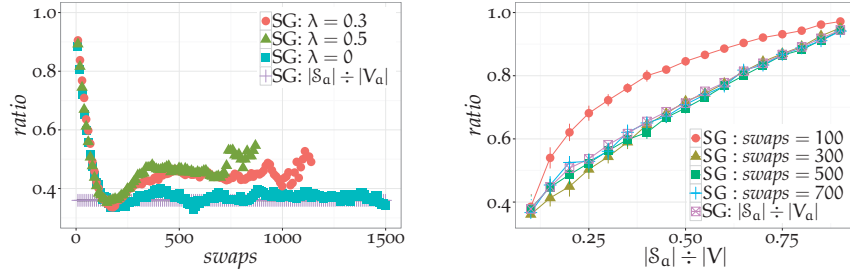 1.0
0.8
0.6
0.4
ratio
0
500
1000
1500
swaps
SG: λ = 0.3
SG: λ = 0.5
SG: λ = 0
SG: |𝒮ₐ| ÷ |Vₐ|
1.0
0.8
0.6
0.4
ratio
0.25
0.50
0.75
|𝒮ₐ| ÷ |V|
SG : swaps = 100
SG : swaps = 300
SG : swaps = 500
SG : swaps = 700
SG: |𝒮ₐ| ÷ |Vₐ|